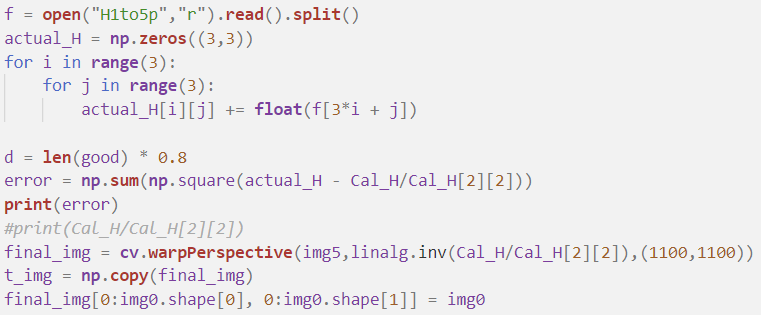 f = open("H1to5p","r").read().split()
actual_H = np.zeros((3,3))
for i in range(3):
    for j in range(3):
        actual_H[i][j] += float(f[3*i + j])

d = len(good) * 0.8
error = np.sum(np.square(actual_H - Cal_H/Cal_H[2][2]))
print(error)
#print(Cal_H/Cal_H[2][2])
final_img = cv.warpPerspective(img5,linalg.inv(Cal_H/Cal_H[2][2]),(1100,1100))
t_img = np.copy(final_img)
final_img[0:img0.shape[0], 0:img0.shape[1]] = img0